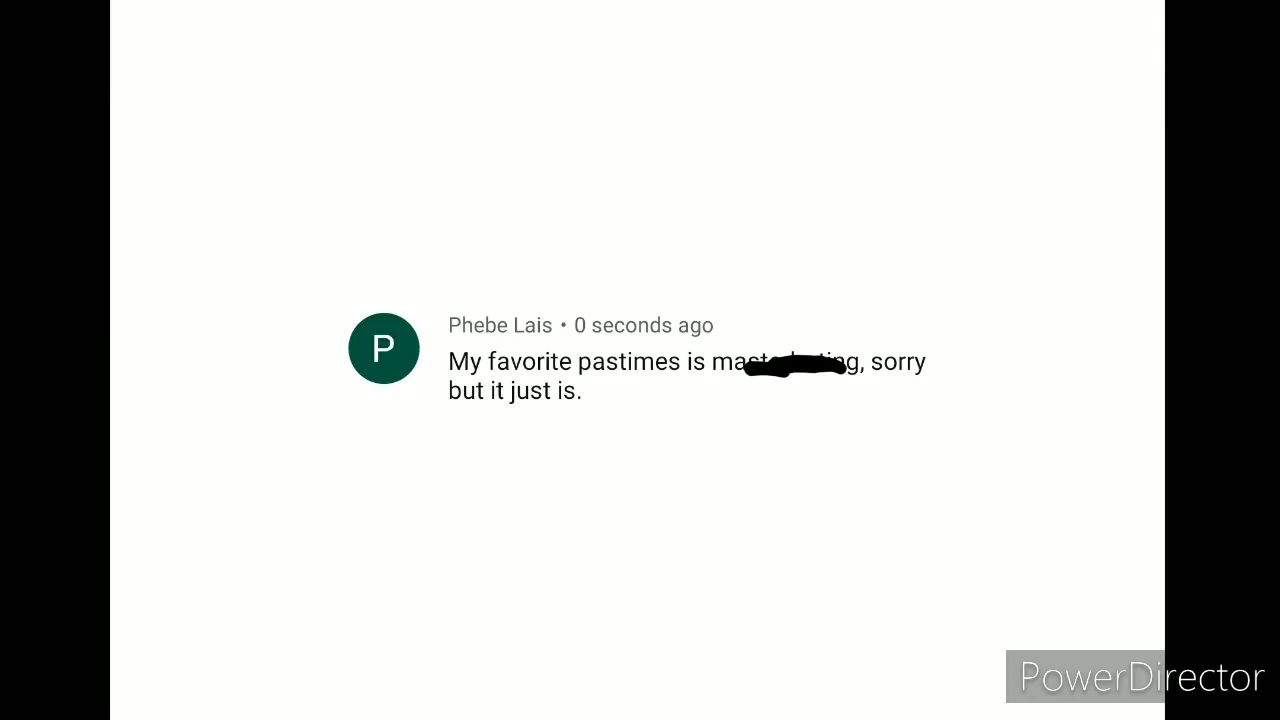 P
Phebe Lais • 0 seconds ago
My favorite pastimes is , sorry
but it just is.
PowerDirector